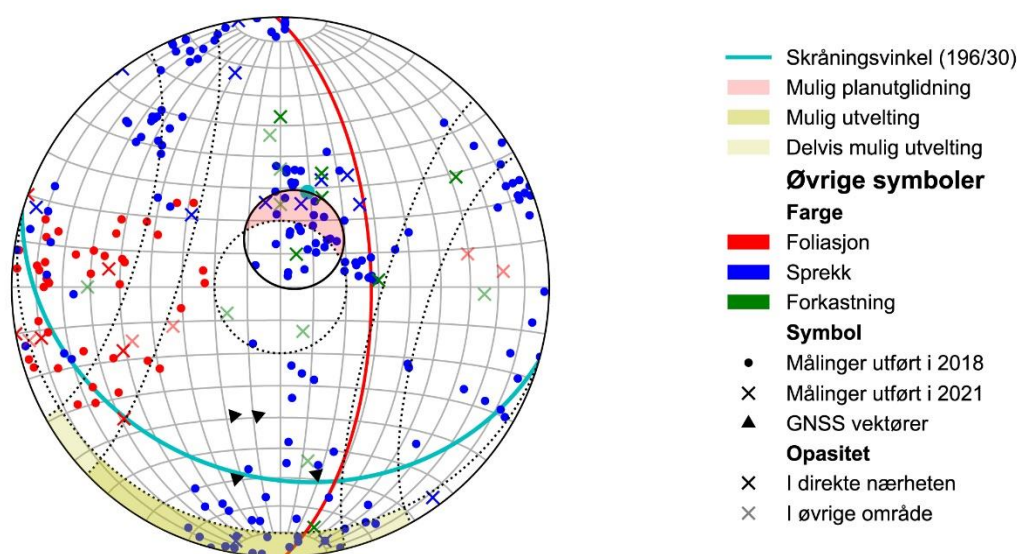 Skråningsvinkel (196/30)
Mulig planutglidning
Mulig utvelting
Delvis mulig utvelting
Øvrige symboler
Farge
Foliasjon
Sprekk
Forkastning
Symbol
Målinger utført i 2018
Målinger utført i 2021
GNSS vektører
Opasitet
I direkte nærheten
I øvrige område